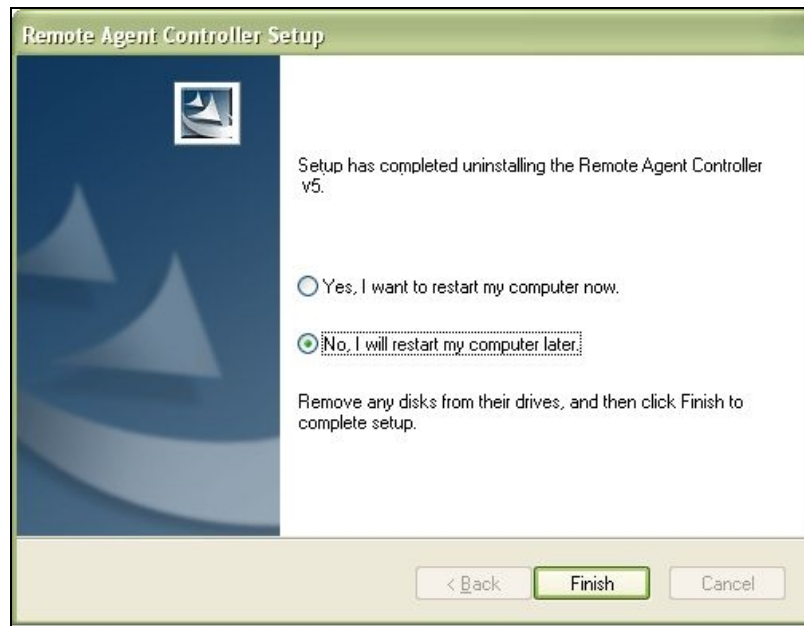 Remote Agent Controller Setup
Setup has completed uninstalling the Remote Agent Controller
v5.
Yes, I want to restart my computer now.
No, I will restart my computer later.
Remove any disks from their drives, and then click Finish to
complete setup.
< Back
Finish
Cancel